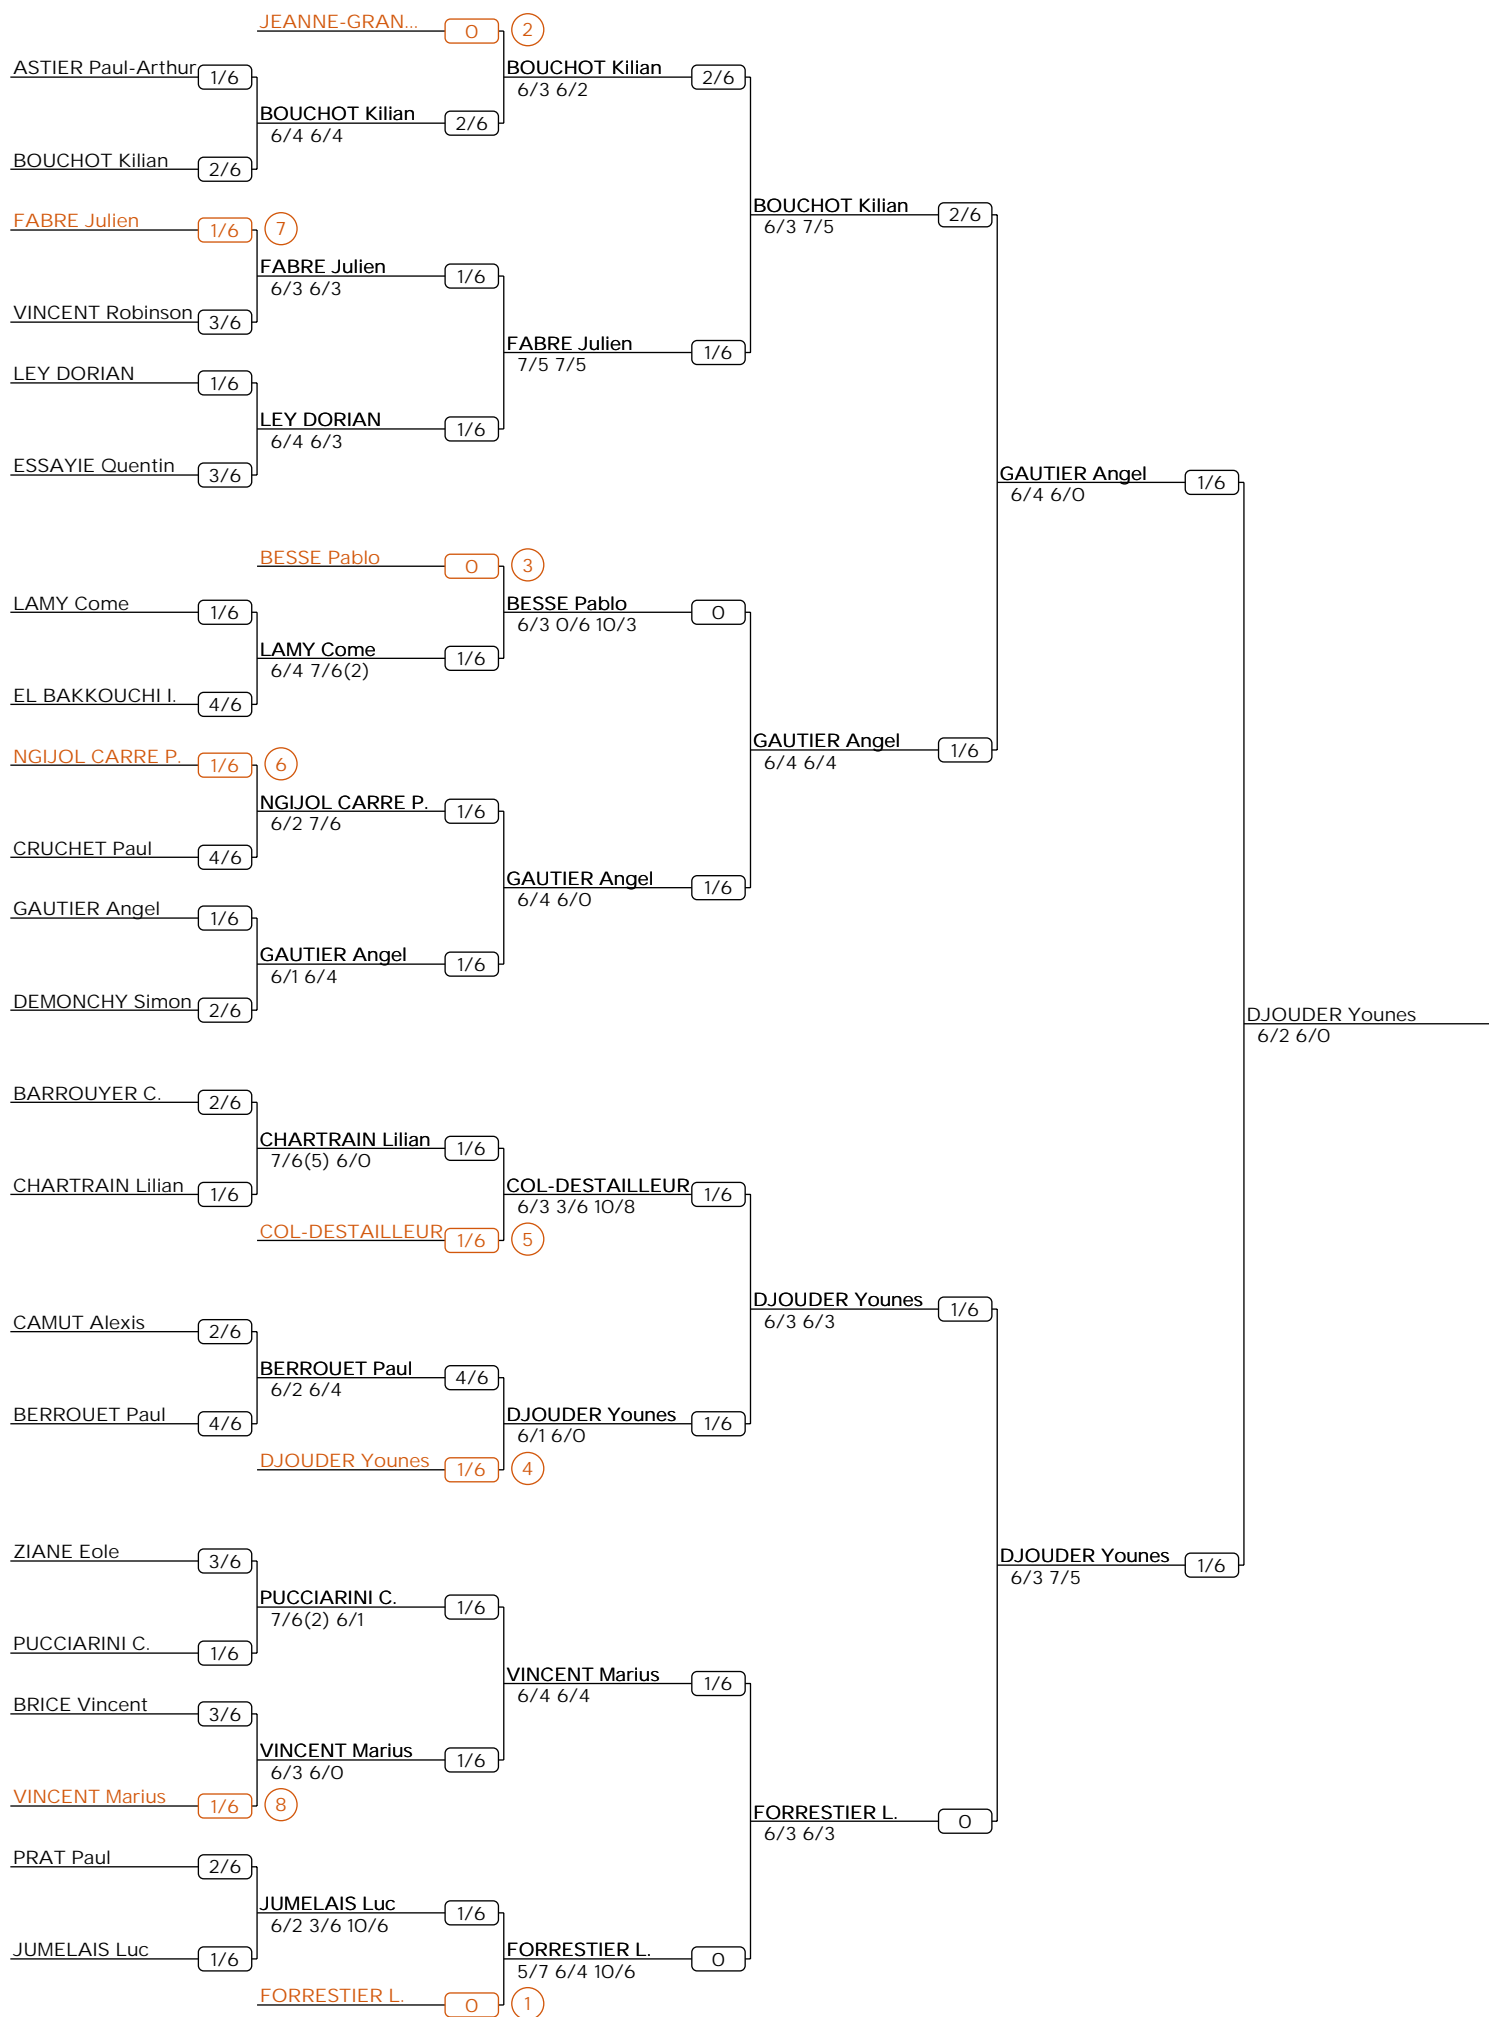 JEANNE-GRAN...
0
2
ASTIER Paul-Arthur
1/6
BOUCHOT Kilian
2/6
6/3 6/2
BOUCHOT Kilian
2/6
6/4 6/4
BOUCHOT Kilian
2/6
BOUCHOT Kilian
2/6
6/3 7/5
FABRE Julien
1/6
7
FABRE Julien
1/6
6/3 6/3
VINCENT Robinson
3/6
FABRE Julien
1/6
7/5 7/5
LEY DORIAN
1/6
LEY DORIAN
1/6
6/4 6/3
ESSAYIE Quentin
3/6
GAUTIER Angel
1/6
6/4 6/0
BESSE Pablo
0
3
LAMY Come
1/6
BESSE Pablo
0
6/3 0/6 10/3
LAMY Come
1/6
6/4 7/6(2)
EL BAKKOUCHI I.
4/6
GAUTIER Angel
1/6
6/4 6/4
NGIJOL CARRE P.
1/6
6
NGIJOL CARRE P.
1/6
6/2 7/6
CRUCHET Paul
4/6
GAUTIER Angel
1/6
6/4 6/0
GAUTIER Angel
1/6
GAUTIER Angel
1/6
6/1 6/4
DEMONCHY Simon
2/6
DJOUDER Younes
6/2 6/0
BARROUYER C.
2/6
CHARTRAIN Lilian
1/6
7/6(5) 6/0
CHARTRAIN Lilian
1/6
COL-DESTAILLEUR
1/6
6/3 3/6 10/8
COL-DESTAILLEUR
1/6
5
DJOUDER Younes
1/6
6/3 6/3
CAMUT Alexis
2/6
BERROUET Paul
4/6
6/2 6/4
BERROUET Paul
4/6
DJOUDER Younes
1/6
6/1 6/0
DJOUDER Younes
1/6
4
ZIANE Eole
3/6
DJOUDER Younes
1/6
6/3 7/5
PUCCIARINI C.
1/6
7/6(2) 6/1
PUCCIARINI C.
1/6
VINCENT Marius
1/6
6/4 6/4
BRICE Vincent
3/6
VINCENT Marius
1/6
6/3 6/0
VINCENT Marius
1/6
8
FORRESTIER L.
0
6/3 6/3
PRAT Paul
2/6
JUMELAIS Luc
1/6
6/2 3/6 10/6
JUMELAIS Luc
1/6
FORRESTIER L.
0
5/7 6/4 10/6
FORRESTIER L.
0
1